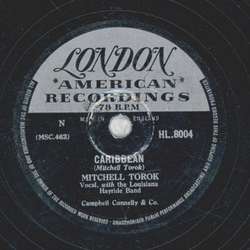 LONDON
"AMERICAN"
RECORDINGS
78 R.P.M
N
MADE IN ENGLAND
(MSC.462)
HL.8004
CARIBBEAN
(Mitchell Torok)
MITCHELL TOROK
Vocal, with the Louisiana
Hayride Band
Campbell Connelly & Co.